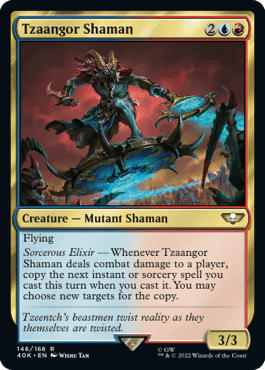 Tzaangor Shaman 2
Creature — Mutant Shaman
Flying
Sorcerous Elixir — Whenever Tzaangor
Shaman deals combat damage to a player,
copy the next instant or sorcery spell you
cast this turn when you cast it. You may
choose new targets for the copy.
Tzeentch's beastmen twist reality as they
themselves are twisted.
3/3
146/168 R
40K • EN WISNU TAN
© GW
™ & © 2022 Wizards of the Coast